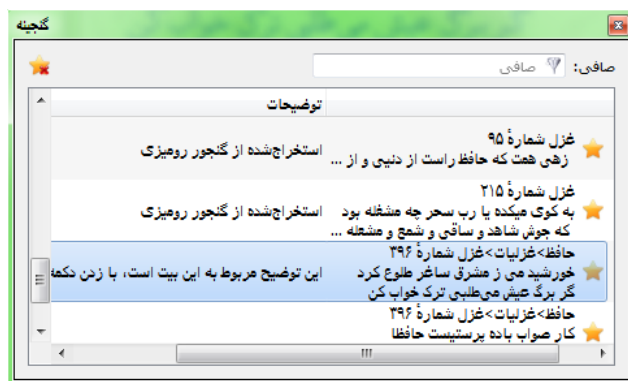 گنجینه
صافی:
صافی
توضیحات
غزل شمارهٔ ۹۵
زهی همت که حافظ راست از دنیی و از ...
استخراج‌شده از گنجور رومیزی
غزل شمارهٔ ۲۱۵
به کوی میکده یا رب سحر چه مشغله بود
که جوش شاهد و ساقی و شمع و مشعله ...
استخراج‌شده از گنجور رومیزی
حافظ>غزلیات>غزل شمارهٔ ۳۹۶
خورشید می ز مشرق ساغر طلوع کرد
گر برگ عیش می‌طلبی ترک خواب کن
این توضیح مربوط به این بیت است، با زدن دکمه
حافظ>غزلیات>غزل شمارهٔ ۳۹۶
کار صواب باده پرستیست حافظا